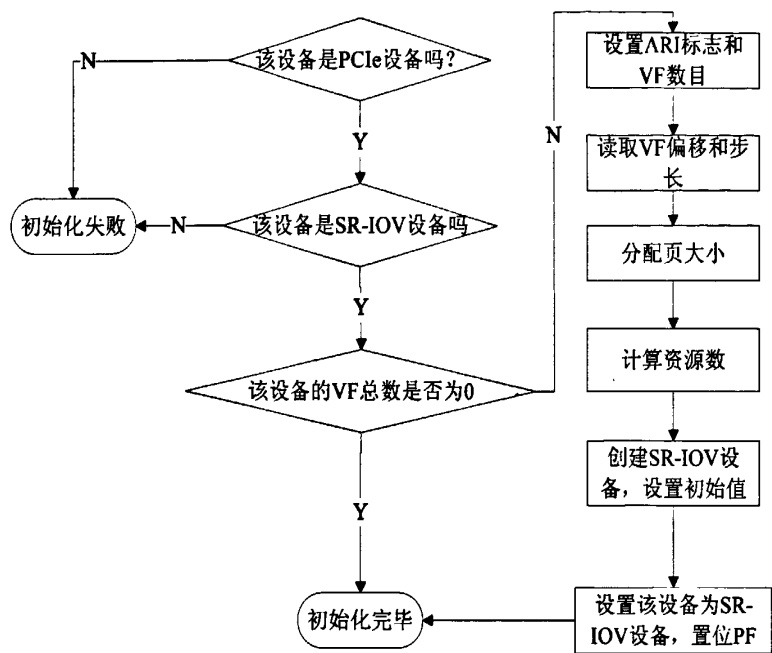 该设备是PCIe设备吗?
N
Y
该设备是SR-IOV设备吗
N
初始化失败
Y
该设备的VF总数是否为0
N
Y
初始化完毕
设置ARI标志和
VF数目
读取VF偏移和步
长
分配页大小
计算资源数
创建SR-IOV设
备，设置初始值
设置该设备为SR-
IOV设备，置位PF